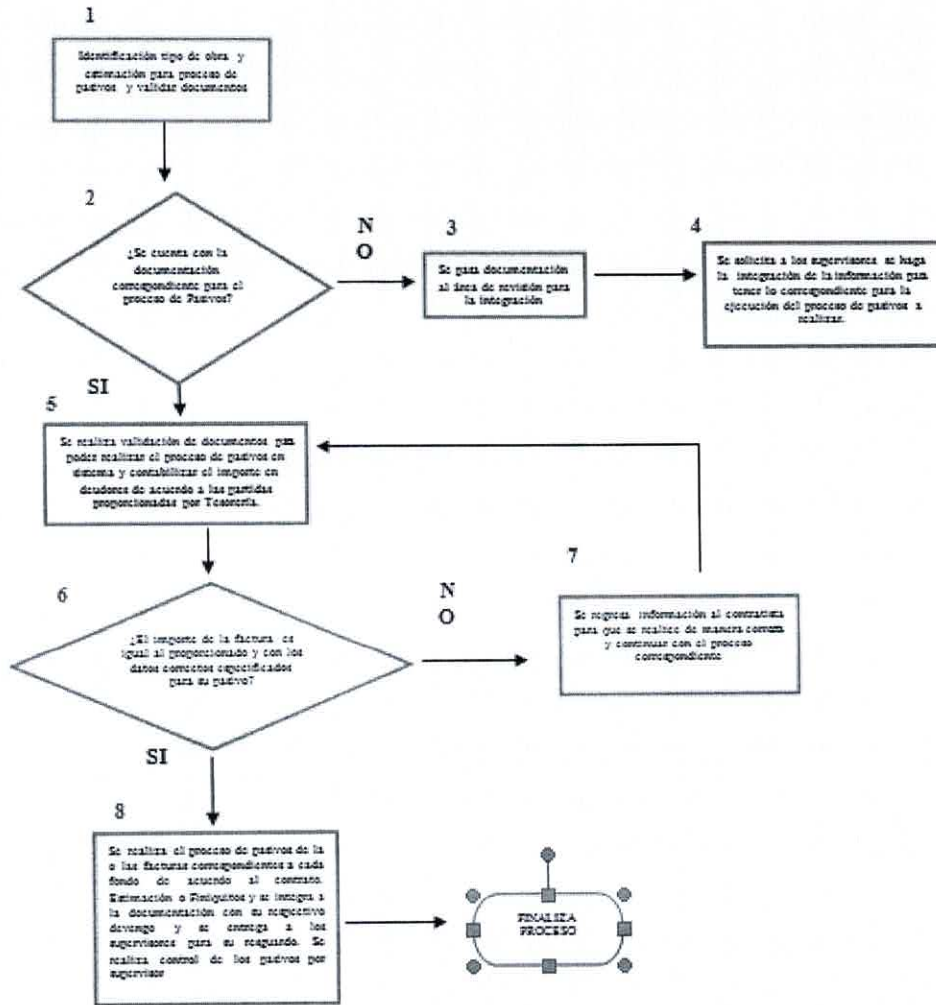 1
Identificación tipo de obra y
estimación para proceso de
pasivos y validar documentos
2
¿Se cuenta con la
documentación
correspondiente para el
proceso de Pasivos?
N
O
3
Se pasa documentación
al área de revisión para
la integración
4
Se solicita a los supervisores se haga
la integración de la información para
tener lo correspondiente para la
ejecución del proceso de pasivos a
realizar.
SI
5
Se realiza validación de documentos para
poder realizar el proceso de pasivos en
sistema y contabilizar el importe en
deudores de acuerdo a las partidas
proporcionadas por Tesorería.
6
¿El importe de la factura es
igual al proporcionado y con los
datos correctos especificados
para su pasivo?
N
O
7
Se regresa información al contratista
para que se realice de manera correcta
y continuar con el proceso
correspondiente
SI
8
Se realiza el proceso de pasivos de la
o las facturas correspondientes a cada
fondo de acuerdo al contrato.
Estimación o Finiquitos y se integra a
la documentación con su respectivo
devengo y se entrega a los
supervisores para su resguardo. Se
realiza control de los pasivos por
supervisor
FINALIZA
PROCESO